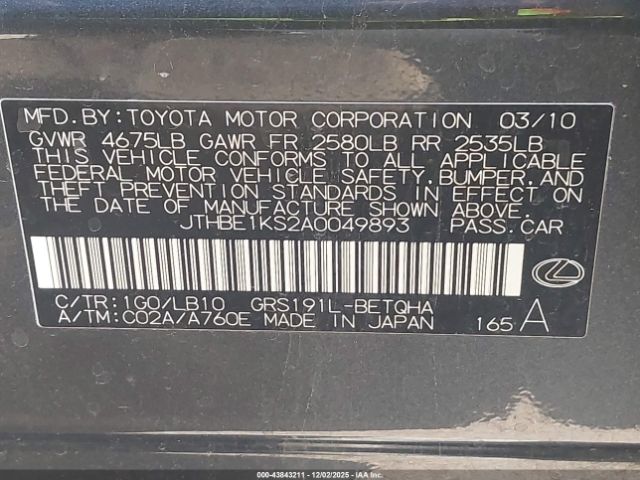 MFD.BY:TOYOTA MOTOR CORPORATION 03/10
GVWR 4675LB GAWR FR 2580LB RR 2535LB
THIS VEHICLE CONFORMS TO ALL APPLICABLE
FEDERAL MOTOR VEHICLE SAFETY,BUMPER,AND
THEFT PREVENTION STANDARDS IN EFFECT ON
THE DATE OF MANUFACTURE SHOWN ABOVE.
JTHBE1KS2A0049893 PASS.CAR
C/TR:1G0/LB10 GRS191L-BETQHA
A/TM:C02A/A760E MADE IN JAPAN 165 A
000-43843211 - 12/02/2025 - IAA Inc.